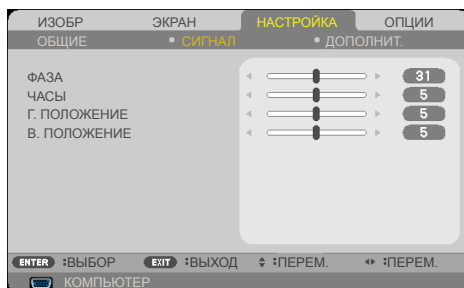 ИЗОБР ЭКРАН НАСТРОЙКА ОПЦИИ
ОБЩИЕ • СИГНАЛ • ДОПОЛНИТ.
ФАЗА 31
ЧАСЫ 5
Г. ПОЛОЖЕНИЕ 5
В. ПОЛОЖЕНИЕ 5
ENTER :ВЫБОР EXIT :ВЫХОД :ПЕРЕМ. :ПЕРЕМ.
КОМПЬЮТЕР